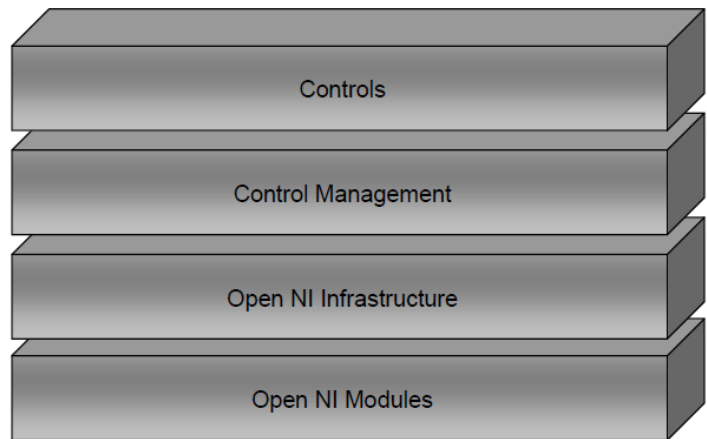 Controls
Control Management
Open NI Infrastructure
Open NI Modules